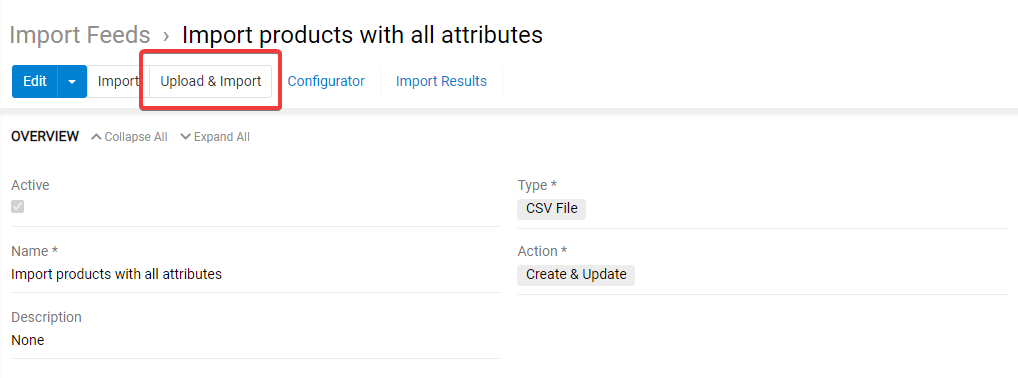 Import Feeds › Import products with all attributes
Edit Import Upload & Import Configurator Import Results
OVERVIEW Collapse All Expand All
Active
Type *
CSV File
Name *
Import products with all attributes
Action *
Create & Update
Description
None